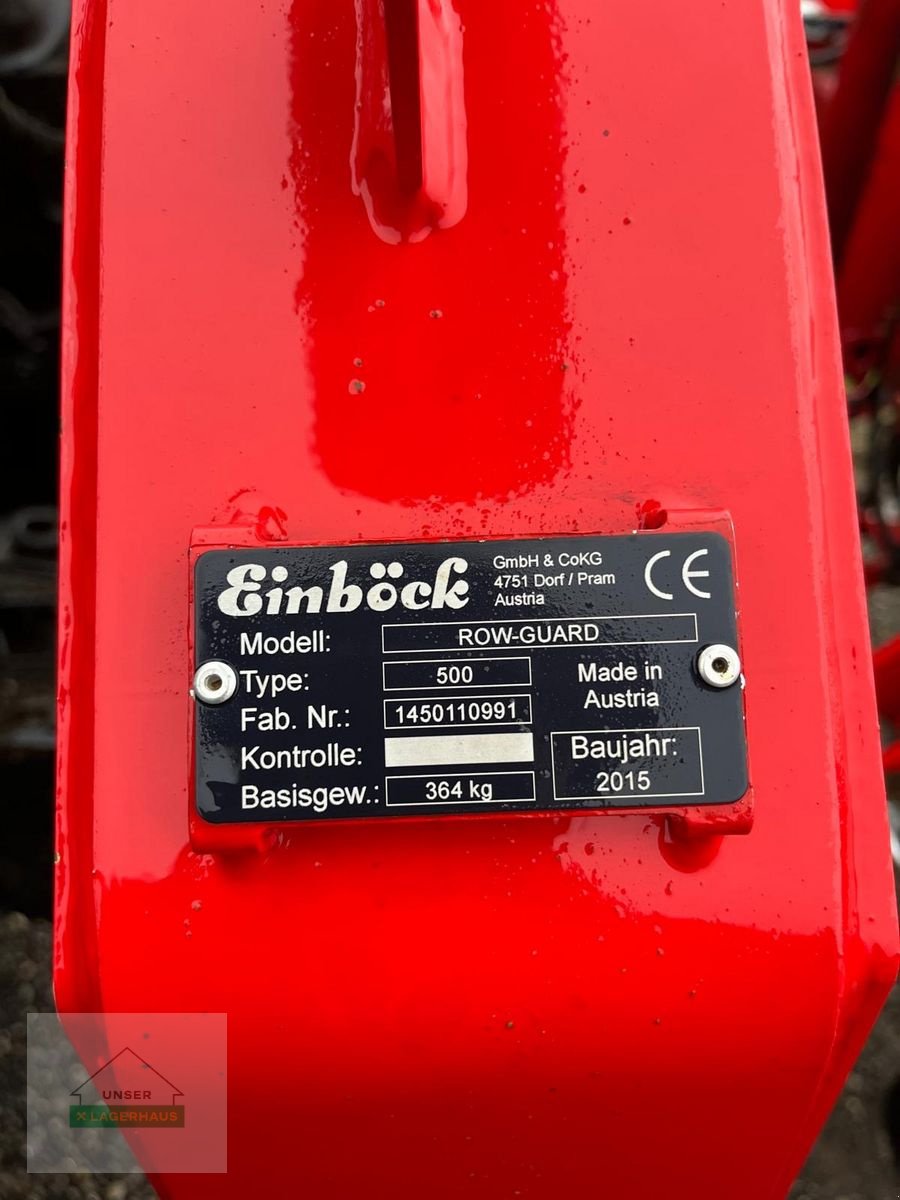 Einböck
GmbH & CoKG
4751 Dorf / Pram
Austria
CE
Modell: ROW-GUARD
Type: 500
Made in
Austria
Fab. Nr.: 1450110991
Kontrolle:
Baujahr:
2015
Basisgew.: 364 kg
UNSER
X LAGERHAUS